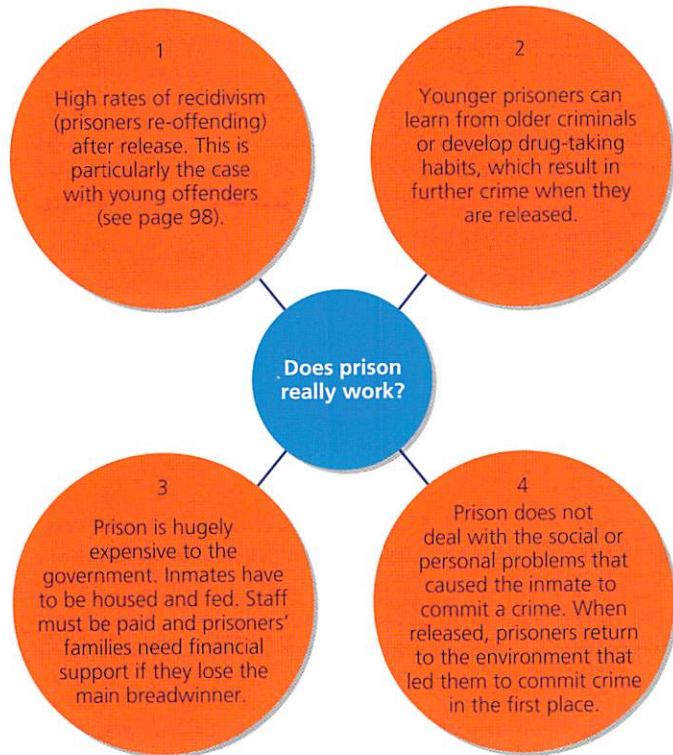 1
High rates of recidivism
(prisoners re-offending)
after release. This is
particularly the case
with young offenders
(see page 98).
2
Younger prisoners can
learn from older criminals
or develop drug-taking
habits, which result in
further crime when they
are released.
Does prison
really work?
3
Prison is hugely
expensive to the
government. Inmates have
to be housed and fed. Staff
must be paid and prisoners'
families need financial
support if they lose the
main breadwinner.
4
Prison does not
deal with the social or
personal problems that
caused the inmate to
commit a crime. When
released, prisoners return
to the environment that
led them to commit crime
in the first place.